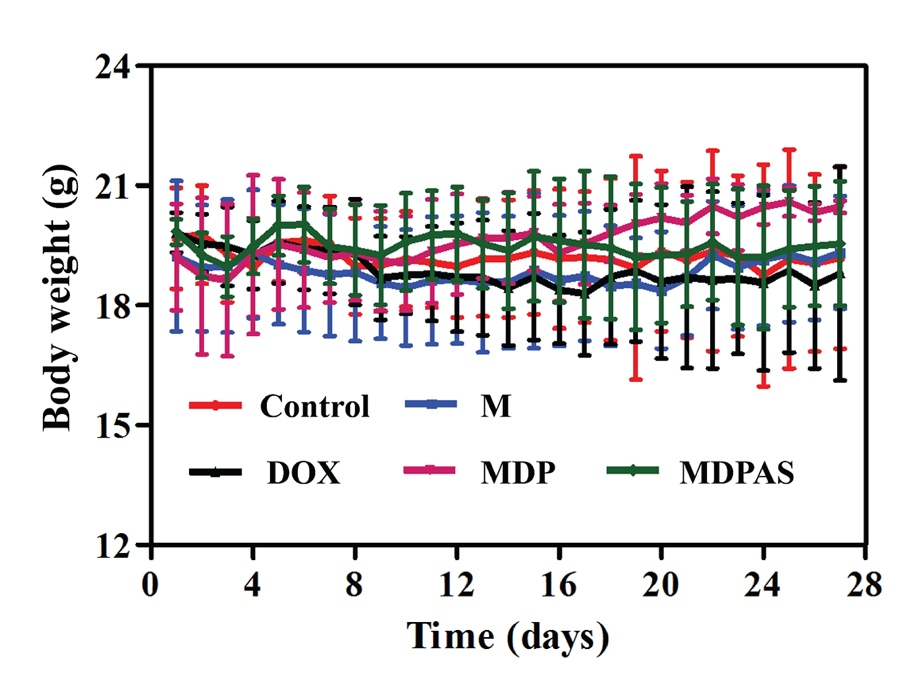 24
21
18
15
12
Body weight (g)
Control M
DOX MDP MDPAS
0 4 8 12 16 20 24 28
Time (days)